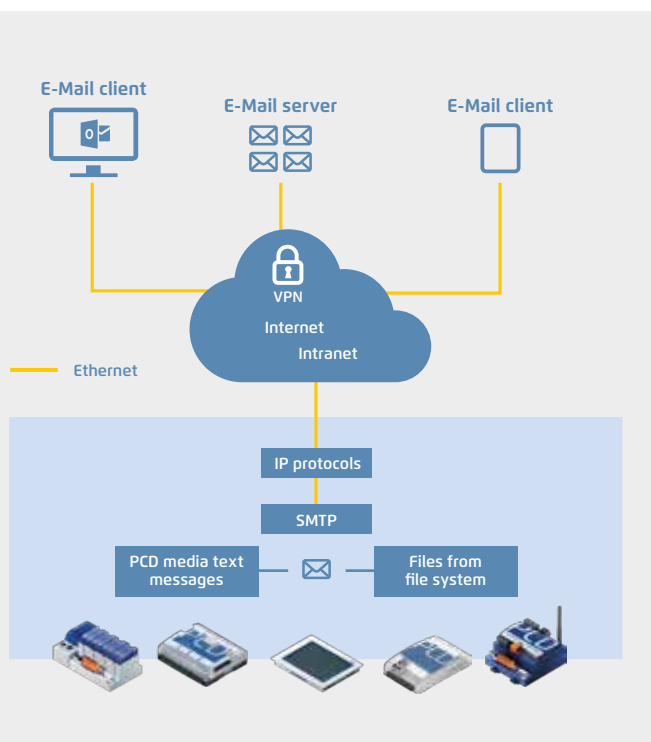 E-Mail client
E-Mail server
E-Mail client
VPN
Internet
Intranet
Ethernet
IP protocols
SMTP
PCD media text
messages
Files from
file system